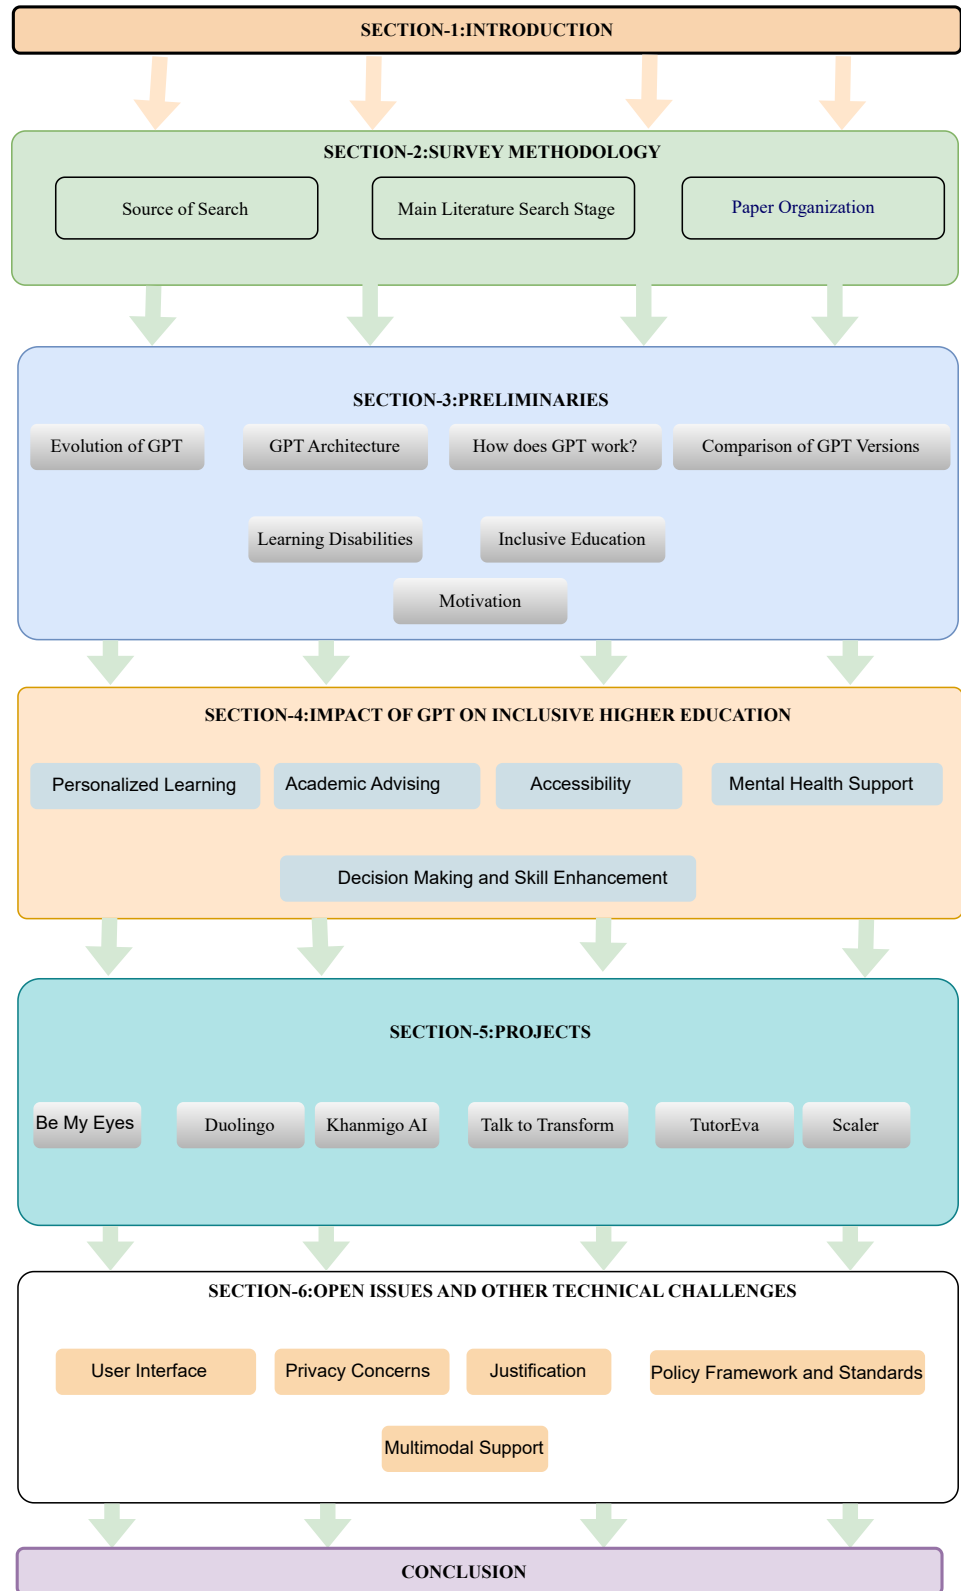 SECTION-1:INTRODUCTION
SECTION-2:SURVEY METHODOLOGY
Source of Search
Main Literature Search Stage
Paper Organization
SECTION-3:PRELIMINARIES
Evolution of GPT
GPT Architecture
How does GPT work?
Comparison of GPT Versions
Learning Disabilities
Inclusive Education
Motivation
SECTION-4:IMPACT OF GPT ON INCLUSIVE HIGHER EDUCATION
Personalized Learning
Academic Advising
Accessibility
Mental Health Support
Decision Making and Skill Enhancement
SECTION-5:PROJECTS
Be My Eyes
Duolingo
Khanmigo AI
Talk to Transform
TutorEva
Scaler
SECTION-6:OPEN ISSUES AND OTHER TECHNICAL CHALLENGES
User Interface
Privacy Concerns
Justification
Policy Framework and Standards
Multimodal Support
CONCLUSION